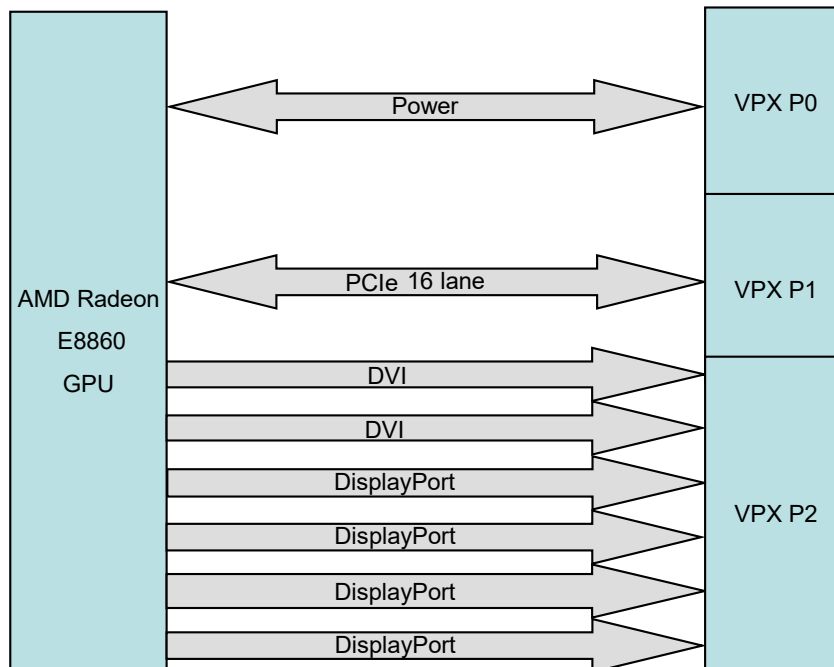 Power
VPX P0
AMD Radeon
E8860
GPU
PCIe 16 lane
VPX P1
DVI
DVI
DisplayPort
DisplayPort
DisplayPort
DisplayPort
VPX P2